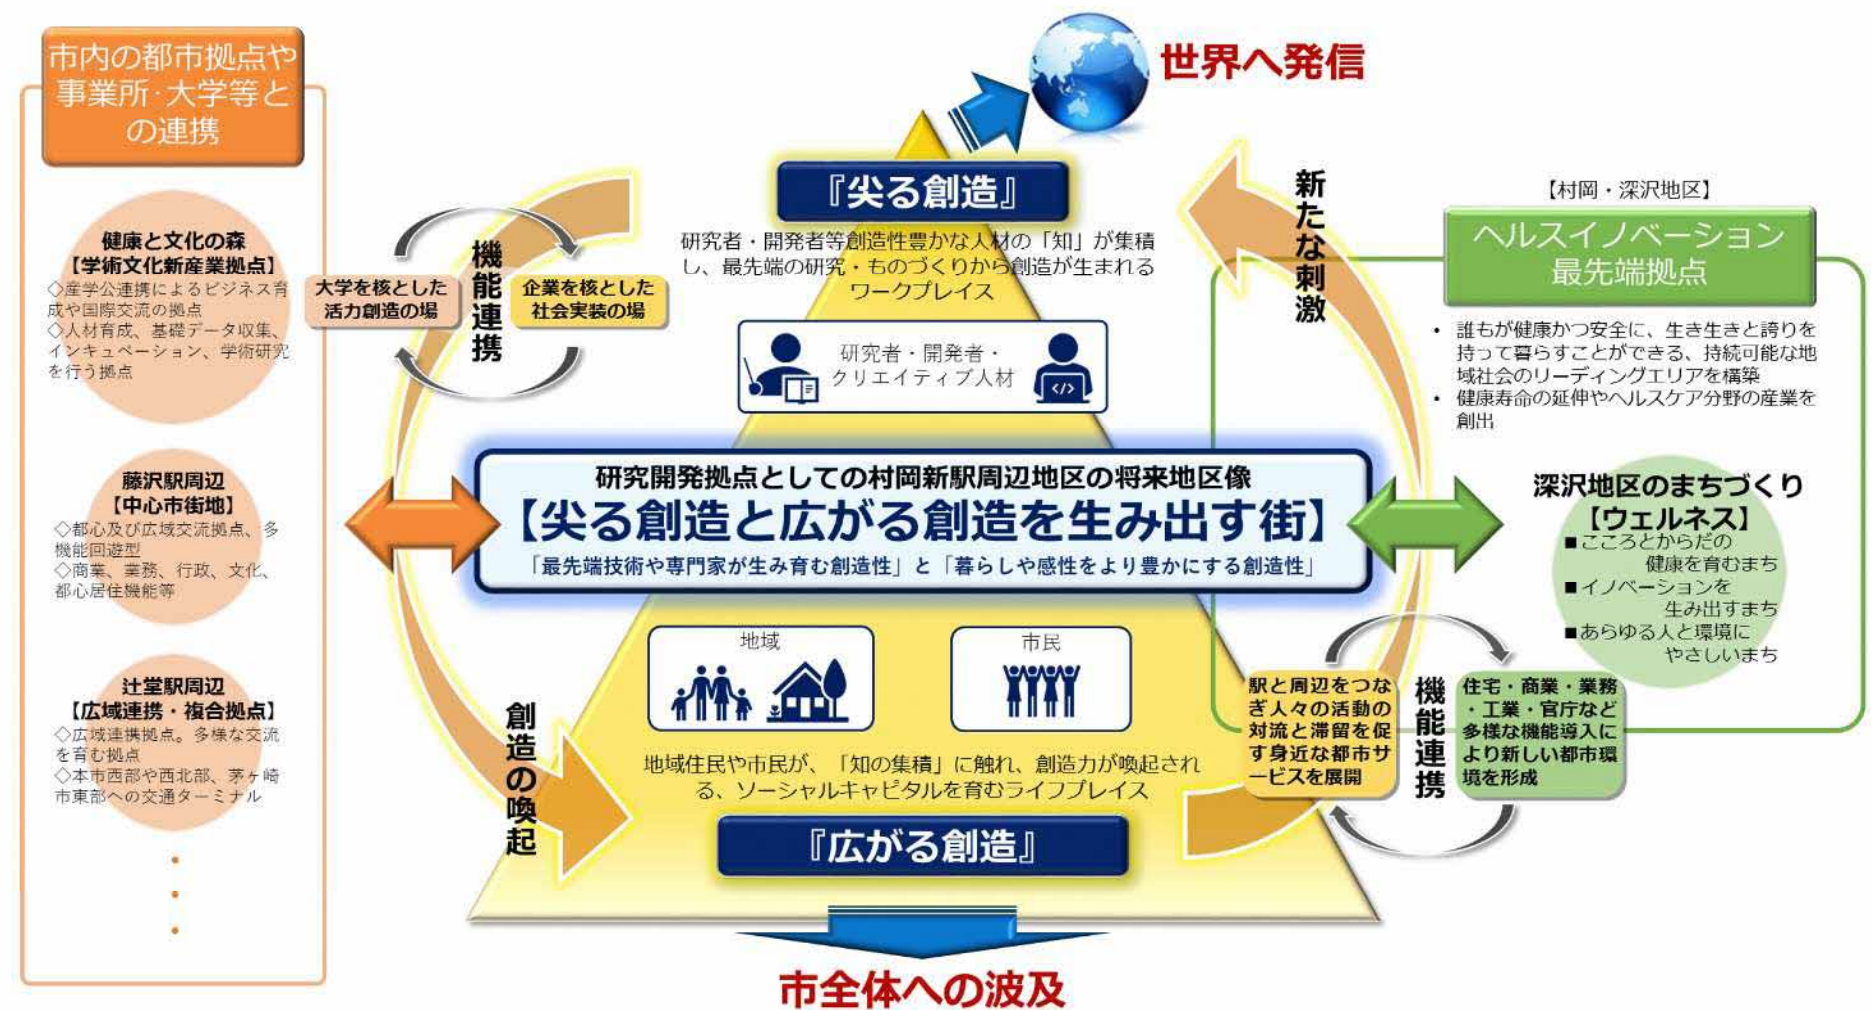 市内の都市拠点や
事業所・大学等と
の連携
健康と文化の森
【学術文化新産業拠点】
◇産学公連携によるビジネス育
成や国際交流の拠点
◇人材育成、基礎データ収集、
インキュベーション、学術研究
を行う拠点
藤沢駅周辺
【中心市街地】
◇都心及び広域交流拠点、多
機能回遊型
◇商業、業務、行政、文化、
都心居住機能等
辻堂駅周辺
【広域連携・複合拠点】
◇広域連携拠点。多様な交流
を育む拠点
◇本市西部や西北部、茅ヶ崎
市東部への交通ターミナル
大学を核とした
活力創造の場
機能連携
企業を核とした
社会実装の場
世界へ発信
『尖る創造』
研究者・開発者等創造性豊かな人材の「知」が集積
し、最先端の研究・ものづくりから創造が生まれる
ワークプレイス
研究者・開発者・
クリエイティブ人材
新たな刺激
研究開発拠点としての村岡新駅周辺地区の将来地区像
【尖る創造と広がる創造を生み出す街】
「最先端技術や専門家が生み育む創造性」と「暮らしや感性をより豊かにする創造性」
地域
市民
創造の喚起
地域住民や市民が、「知の集積」に触れ、創造力が喚起され
る、ソーシャルキャピタルを育むライフプレイス
『広がる創造』
市全体への波及
【村岡・深沢地区】
ヘルスイノベーション
最先端拠点
• 誰もが健康かつ安全に、生き生きと誇りを
持って暮らすことができる、持続可能な地
域社会のリーディングエリアを構築
• 健康寿命の延伸やヘルスケア分野の産業を
創出
深沢地区のまちづくり
【ウェルネス】
■こころとからだの
健康を育むまち
■イノベーションを
生み出すまち
■あらゆる人と環境に
やさしいまち
駅と周辺をつな
ぎ人々の活動の
対流と滞留を促
す身近な都市サ
ービスを展開
機能連携
住宅・商業・業務
・工業・官庁など
多様な機能導入に
より新しい都市環
境を形成